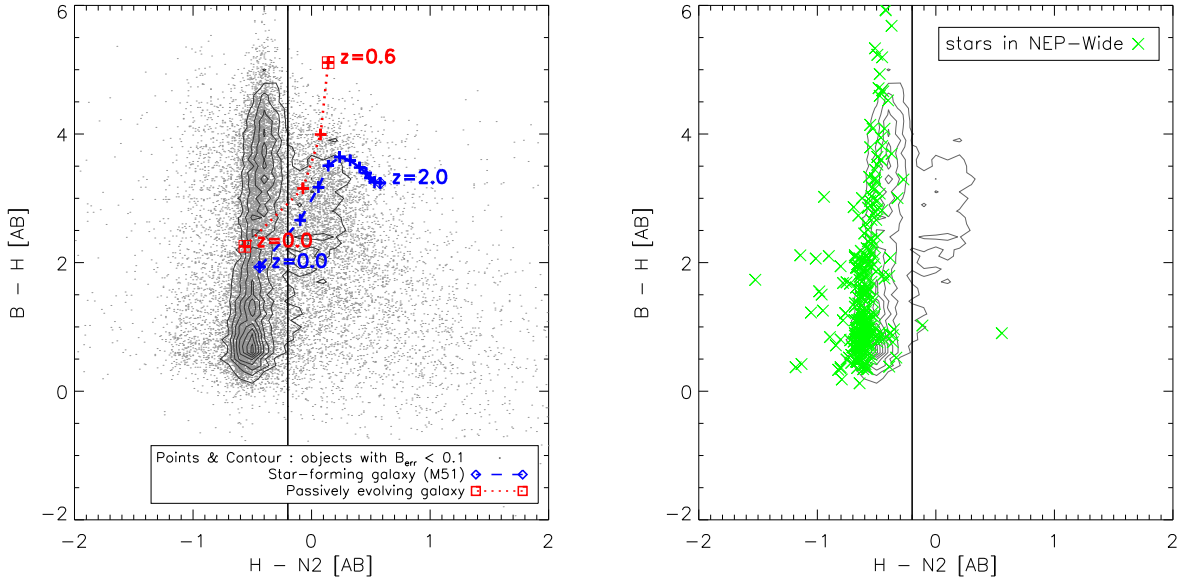 6
4
2
0
−2
B − H [AB]
z=0.6
z=2.0
z=0.0
z=0.0
Points & Contour : objects with B_err < 0.1
Star−forming galaxy (M51)
Passively evolving galaxy
−2
−1
0
1
2
H − N2 [AB]
6
4
2
0
−2
B − H [AB]
stars in NEP−Wide
−2
−1
0
1
2
H − N2 [AB]